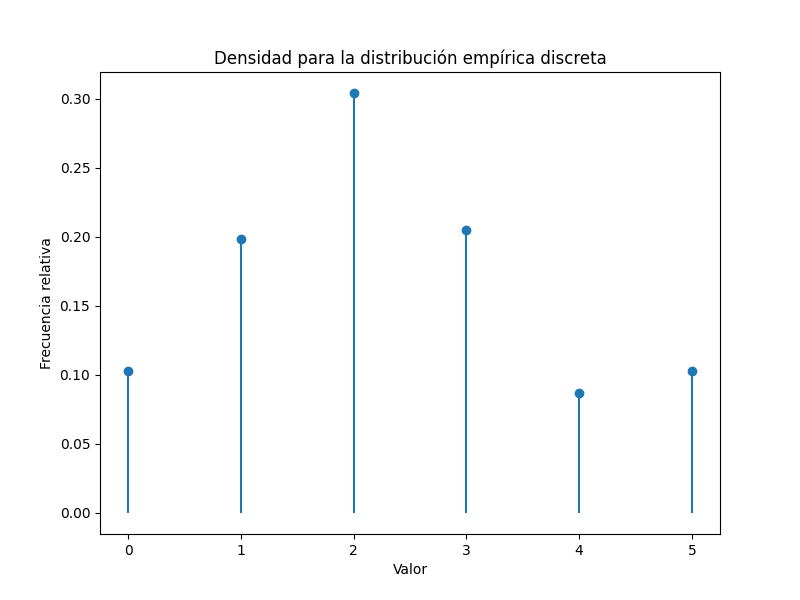 Densidad para la distribución empírica discreta
0.30
0.25
0.20
0.15
0.10
0.05
0.00
Frecuencia relativa
0 1 2 3 4 5
Valor